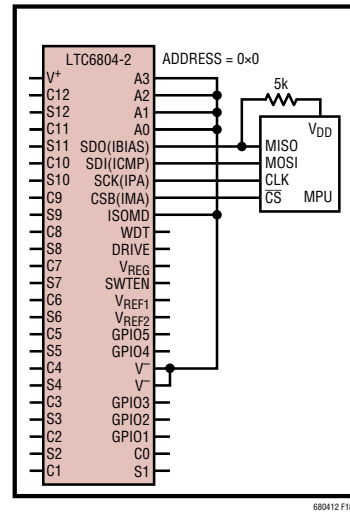 LTC6804-2
ADDRESS = 0×0
V+
C12
S12
C11
S11
C10
S10
C9
S9
C8
S8
C7
S7
C6
S6
C5
S5
C4
S4
C3
S3
C2
S2
C1
A3
A2
A1
A0
SDO(IBIAS)
SDI(ICMP)
SCK(IPA)
CSB(IMA)
ISOMD
WDT
DRIVE
VREG
SWTEN
VREF1
VREF2
GPIO5
GPIO4
V–
V–
GPIO3
GPIO2
GPIO1
C0
S1
5k
VDD
MISO
MOSI
CLK
CS MPU
680412 F18